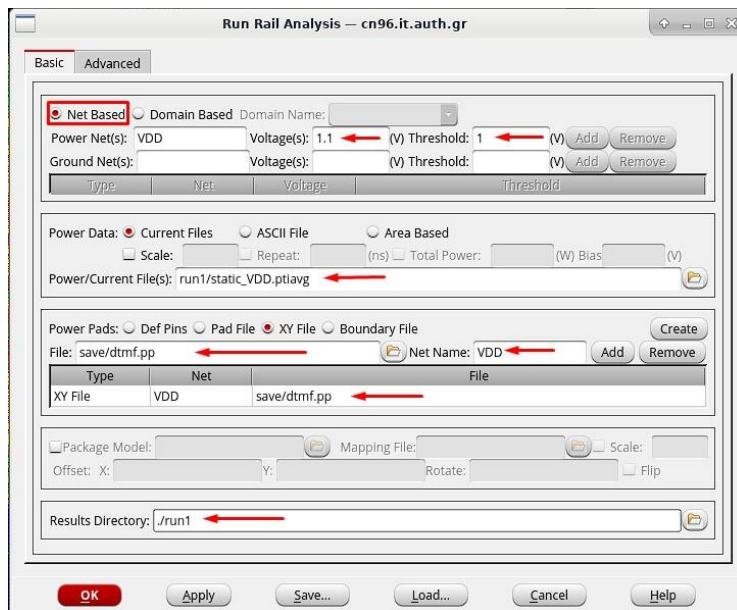 Run Rail Analysis — cn96.it.auth.gr
Basic Advanced
Net Based Domain Based Domain Name:
Power Net(s): VDD Voltage(s): 1.1 (V) Threshold: 1 (V) Add Remove
Ground Net(s): Voltage(s): (V) Threshold: (V) Add Remove
Type Net Voltage Threshold
Power Data: Current Files ASCII File Area Based
Scale: Repeat: (ns) Total Power: (W) Bias (V)
Power/Current File(s): run1/static_VDD.ptiavg
Power Pads: Def Pins Pad File XY File Boundary File Create
File: save/dtmf.pp Net Name: VDD Add Remove
Type Net File
XY File VDD save/dtmf.pp
Package Model: Mapping File: Scale:
Offset: X: Y: Rotate: Flip
Results Directory: ./run1
OK Apply Save... Load... Cancel Help